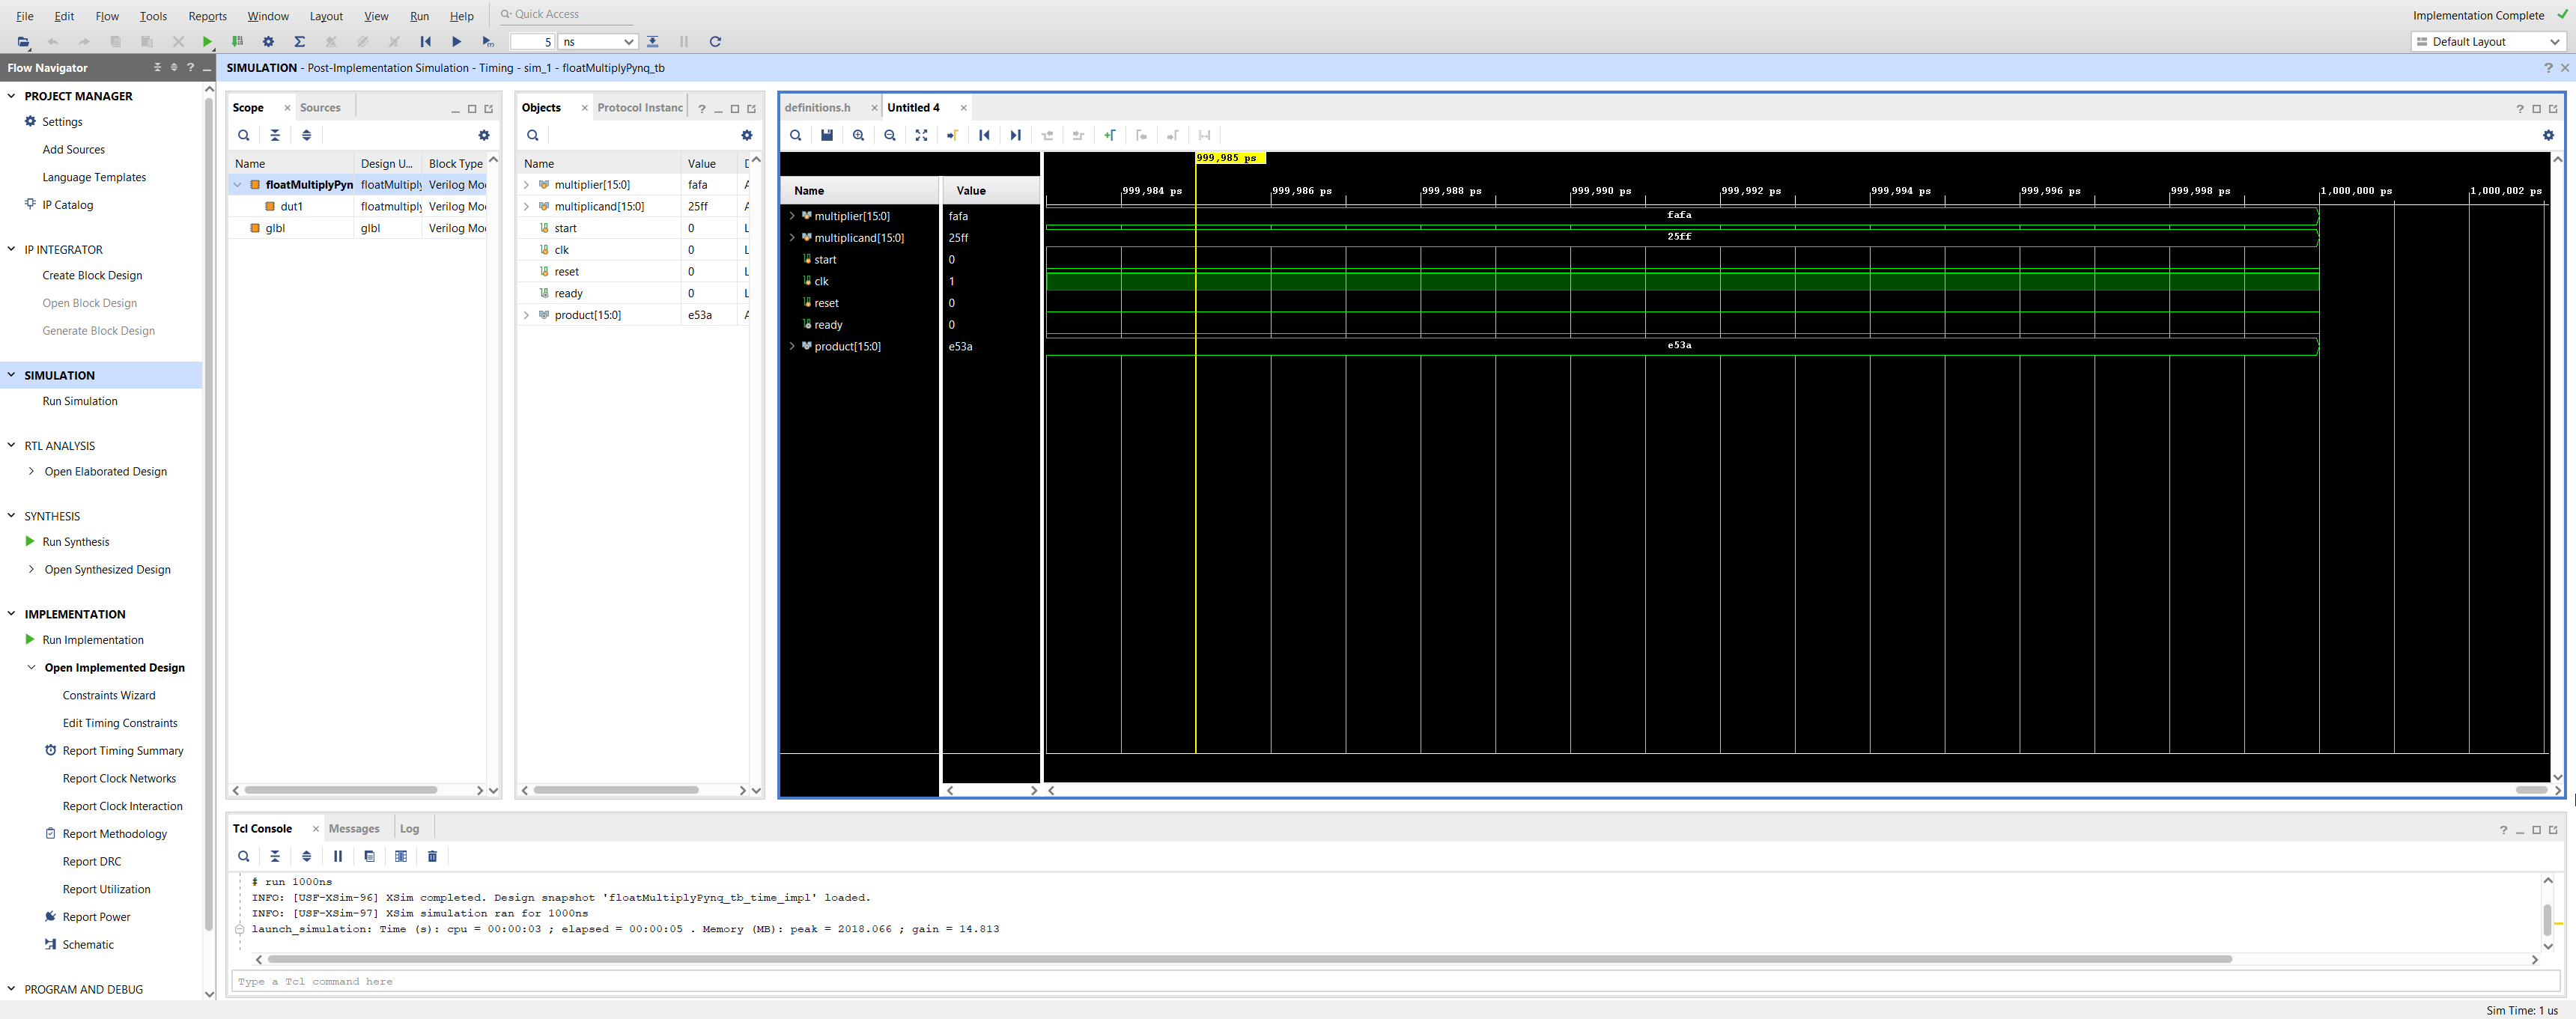 File Edit Flow Tools Reports Window Layout View Run Help Quick Access
Implementation Complete
5 ns
Default Layout
Flow Navigator
SIMULATION - Post-Implementation Simulation - Timing - sim_1 - floatMultiplyPynq_tb
PROJECT MANAGER
Settings
Add Sources
Language Templates
IP Catalog
IP INTEGRATOR
Create Block Design
Open Block Design
Generate Block Design
SIMULATION
Run Simulation
RTL ANALYSIS
Open Elaborated Design
SYNTHESIS
Run Synthesis
Open Synthesized Design
IMPLEMENTATION
Run Implementation
Open Implemented Design
Constraints Wizard
Edit Timing Constraints
Report Timing Summary
Report Clock Networks
Report Clock Interaction
Report Methodology
Report DRC
Report Utilization
Report Power
Schematic
PROGRAM AND DEBUG
Scope Sources
Name Design U... Block Type
floatMultiplyPyn floatMultiply Verilog Mo
dut1 floatmultiply Verilog Mo
glbl glbl Verilog Mo
Objects Protocol Instanc
Name Value
multiplier[15:0] fafa
multiplicand[15:0] 25ff
start 0
clk 0
reset 0
ready 0
product[15:0] e53a
definitions.h Untitled 4
999,985 ps
Name Value
999,984 ps 999,986 ps 999,988 ps 999,990 ps 999,992 ps 999,994 ps 999,996 ps 999,998 ps 1,000,000 ps 1,000,002 ps
multiplier[15:0] fafa fafa
multiplicand[15:0] 25ff 25ff
start 0
clk 1
reset 0
ready 0
product[15:0] e53a e53a
Tcl Console Messages Log
# run 1000ns
INFO: [USF-XSim-96] XSim completed. Design snapshot 'floatMultiplyPynq_tb_time_impl' loaded.
INFO: [USF-XSim-97] XSim simulation ran for 1000ns
launch_simulation: Time (s): cpu = 00:00:03 ; elapsed = 00:00:05 . Memory (MB): peak = 2018.066 ; gain = 14.813
Type a Tcl command here
Sim Time: 1 us